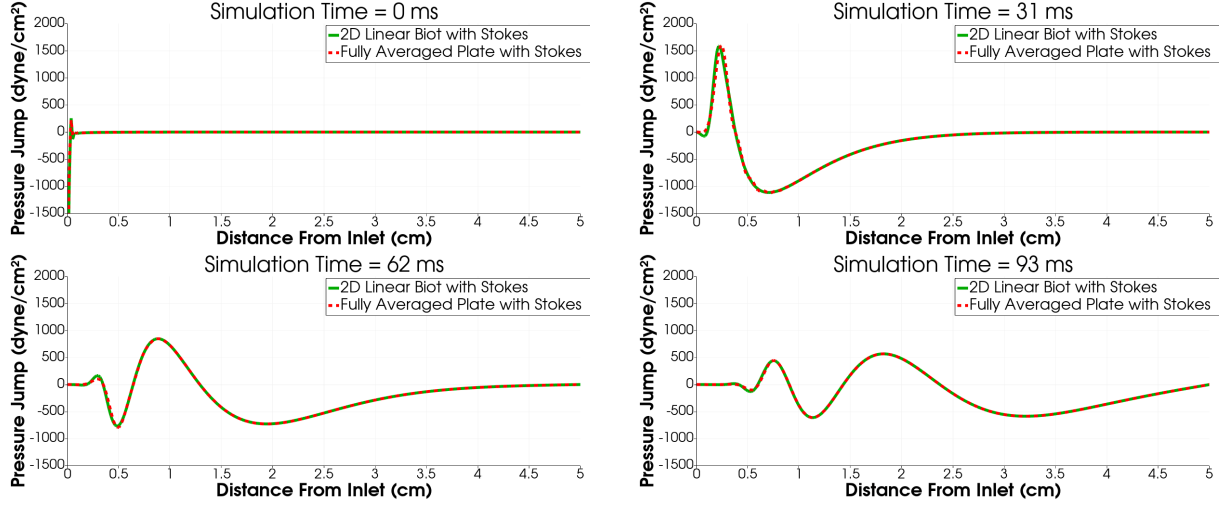 Simulation Time = 0 ms
Pressure Jump (dyne/cm²)
2000
1500
1000
500
0
-500
-1000
-1500
2D Linear Biot with Stokes
Fully Averaged Plate with Stokes
0 0.5 1 1.5 2 2.5 3 3.5 4 4.5 5
Distance From Inlet (cm)
Simulation Time = 31 ms
Pressure Jump (dyne/cm²)
2000
1500
1000
500
0
-500
-1000
-1500
2D Linear Biot with Stokes
Fully Averaged Plate with Stokes
0 0.5 1 1.5 2 2.5 3 3.5 4 4.5 5
Distance From Inlet (cm)
Simulation Time = 62 ms
Pressure Jump (dyne/cm²)
2000
1500
1000
500
0
-500
-1000
-1500
2D Linear Biot with Stokes
Fully Averaged Plate with Stokes
0 0.5 1 1.5 2 2.5 3 3.5 4 4.5 5
Distance From Inlet (cm)
Simulation Time = 93 ms
Pressure Jump (dyne/cm²)
2000
1500
1000
500
0
-500
-1000
-1500
2D Linear Biot with Stokes
Fully Averaged Plate with Stokes
0 0.5 1 1.5 2 2.5 3 3.5 4 4.5 5
Distance From Inlet (cm)